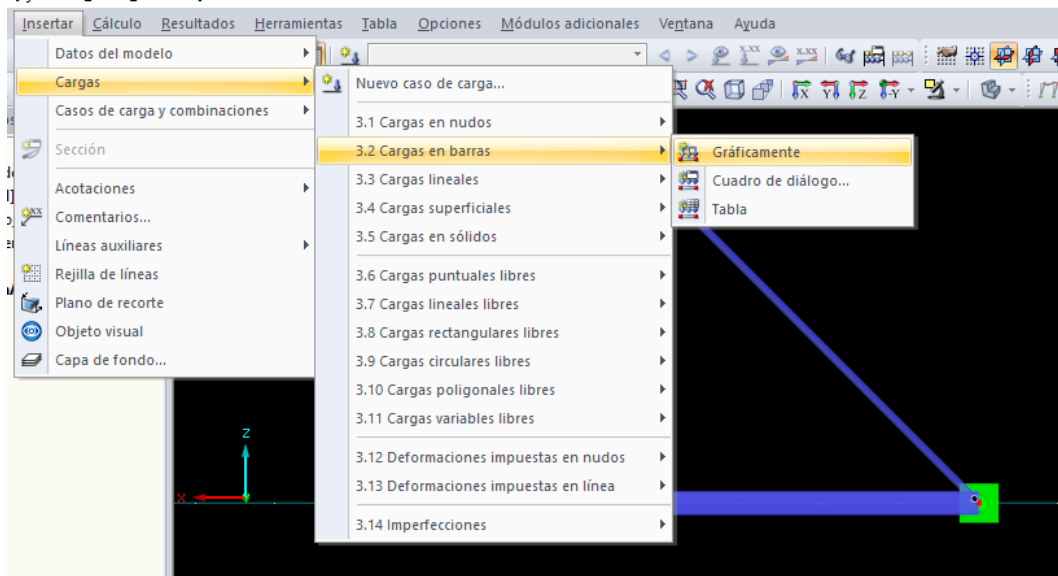 Insertar Cálculo Resultados Herramientas Tabla Opciones Módulos adicionales Ventana Ayuda
Datos del modelo
Cargas
Casos de carga y combinaciones
Sección
Acotaciones
Comentarios...
Líneas auxiliares
Rejilla de líneas
Plano de recorte
Objeto visual
Capa de fondo...
Nuevo caso de carga...
3.1 Cargas en nudos
3.2 Cargas en barras
3.3 Cargas lineales
3.4 Cargas superficiales
3.5 Cargas en sólidos
3.6 Cargas puntuales libres
3.7 Cargas lineales libres
3.8 Cargas rectangulares libres
3.9 Cargas circulares libres
3.10 Cargas poligonales libres
3.11 Cargas variables libres
3.12 Deformaciones impuestas en nudos
3.13 Deformaciones impuestas en línea
3.14 Imperfecciones
Gráficamente
Cuadro de diálogo...
Tabla
Z
X